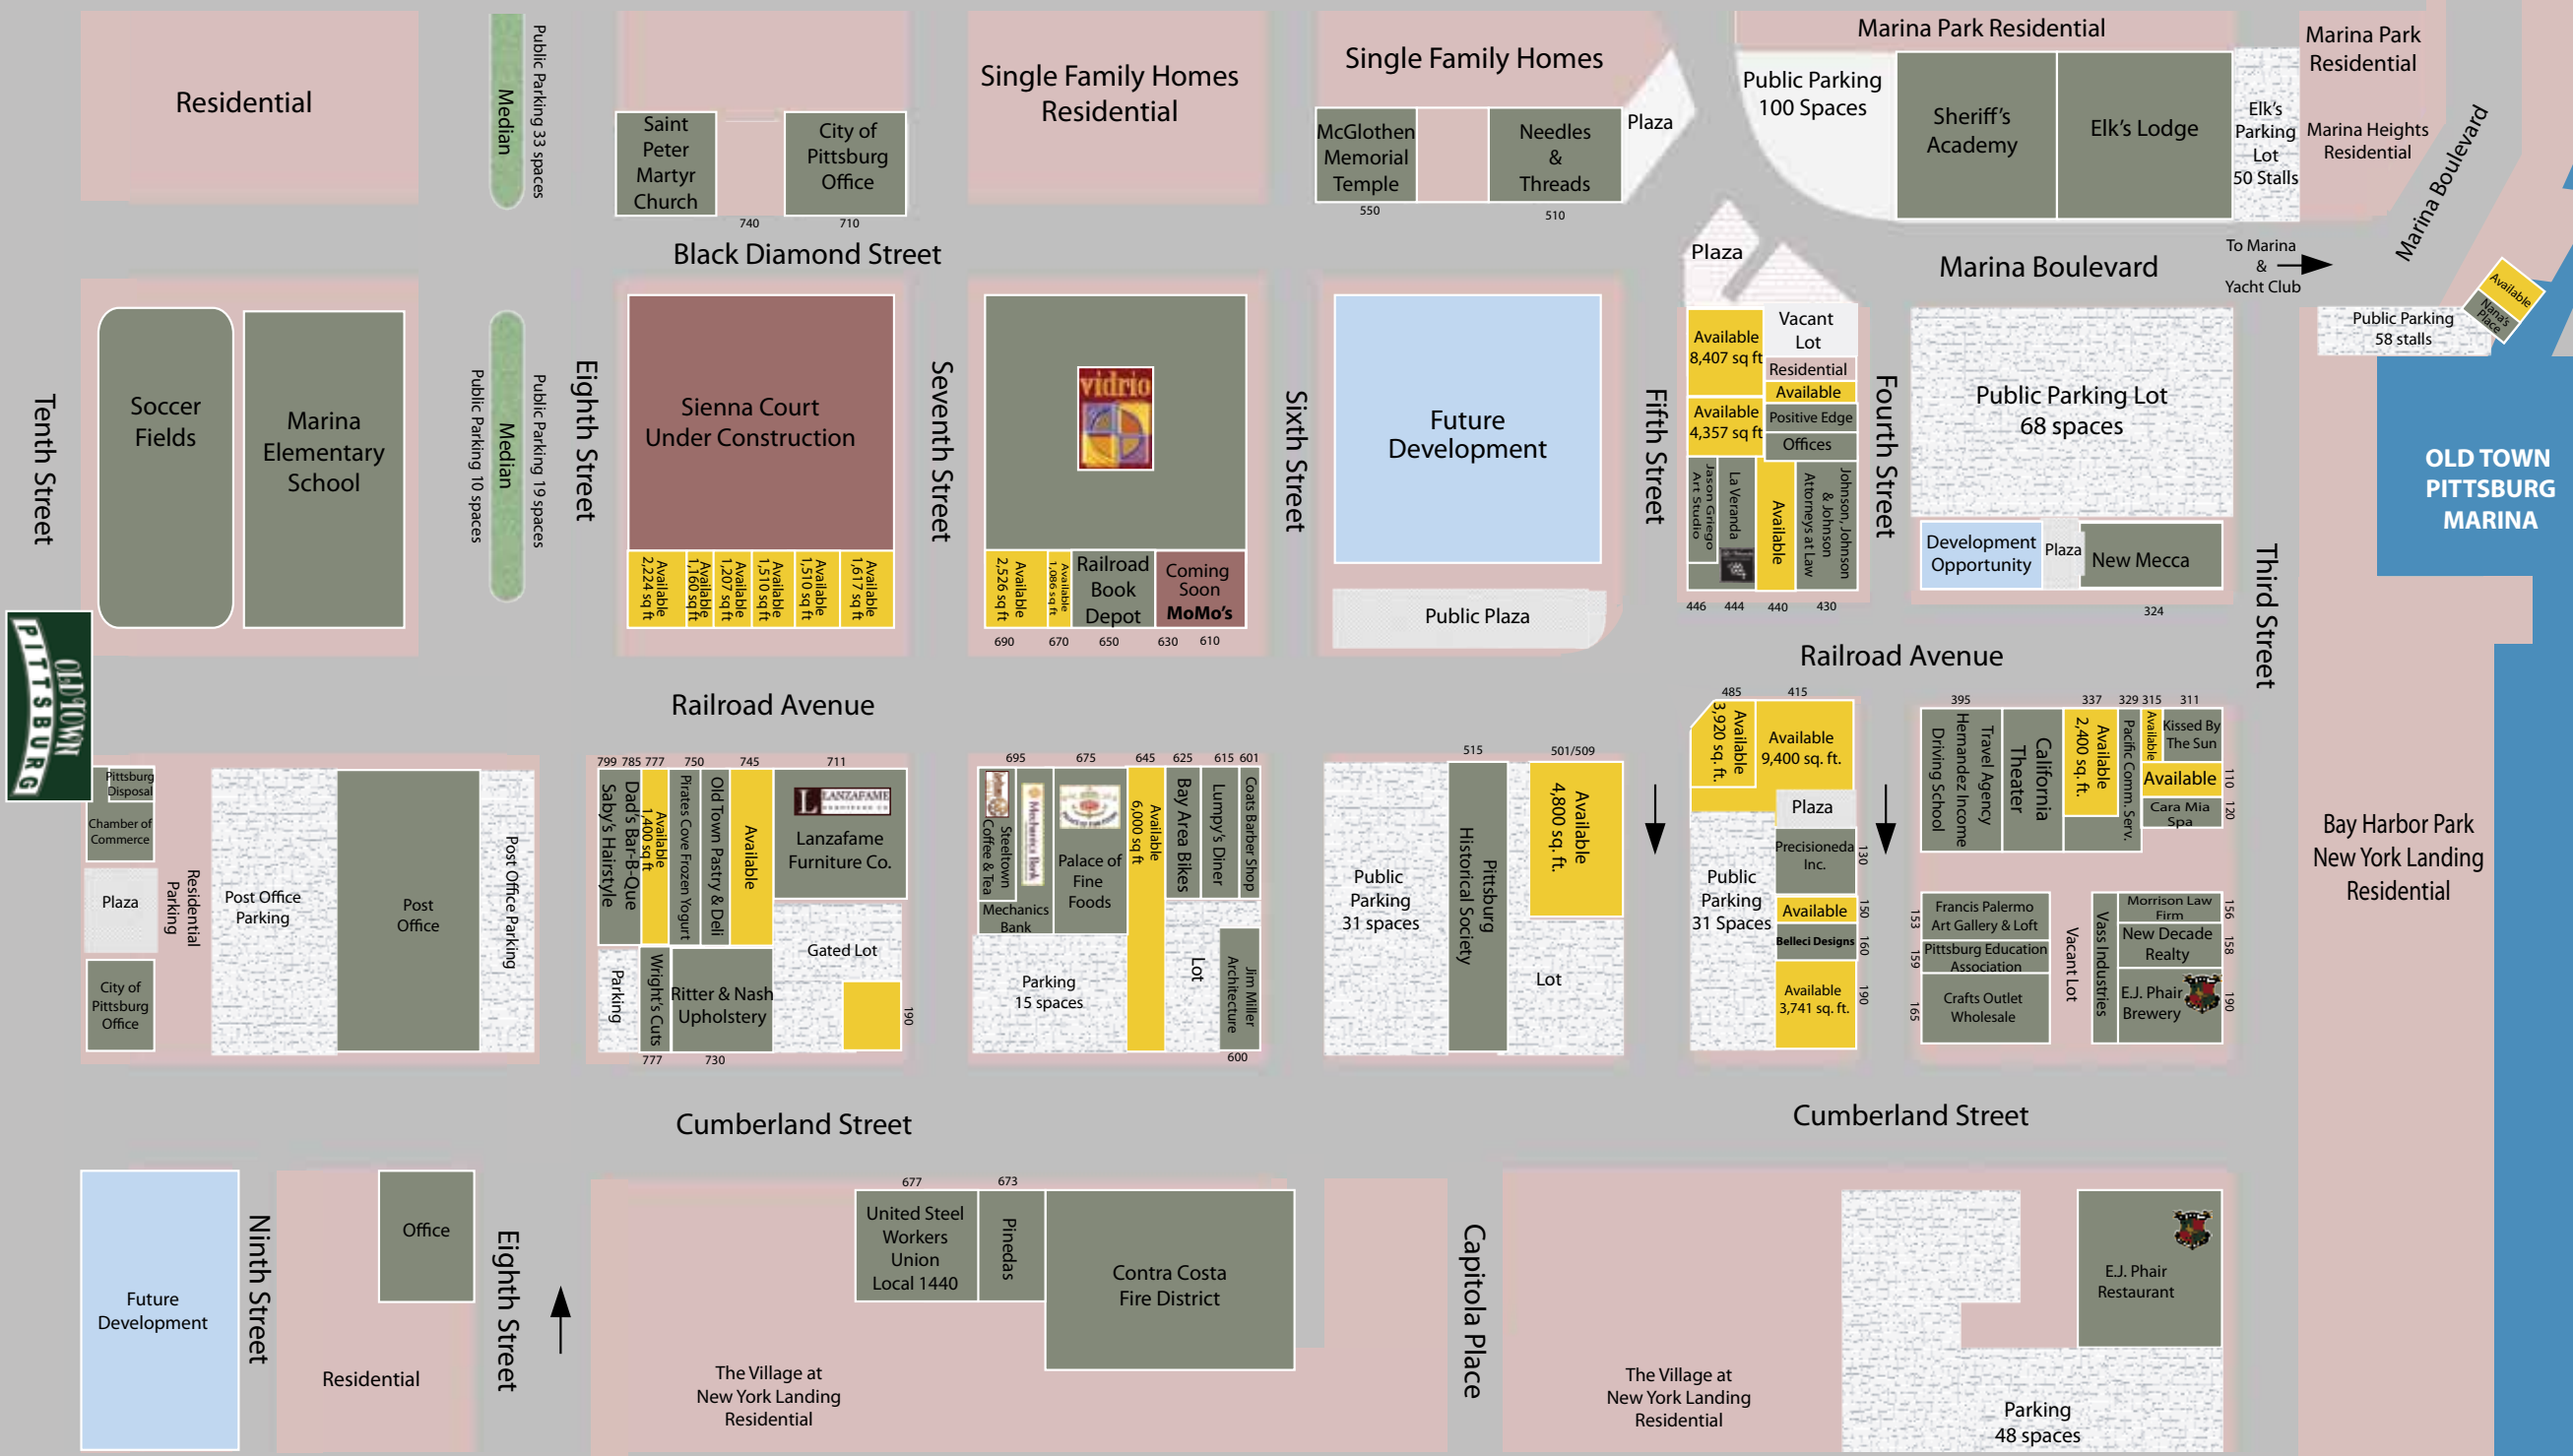 Residential
Median
Public Parking 33 spaces
Saint
Peter
Martyr
Church
740
City of
Pittsburg
Office
710
Single Family Homes
Residential
Single Family Homes
McGlothen
Memorial
Temple
550
Needles
&
Threads
510
Plaza
Marina Park Residential
Public Parking
100 Spaces
Sheriff's
Academy
Elk's Lodge
Elk's
Parking
Lot
50 Stalls
Marina Park
Residential
Marina Heights
Residential
Marina Boulevard
Black Diamond Street
Plaza
Marina Boulevard
To Marina
&
Yacht Club
Available
Nana's
Place
Public Parking
58 stalls
Tenth Street
Soccer
Fields
Marina
Elementary
School
Public Parking 10 spaces
Median
Public Parking 19 spaces
Eighth Street
Sienna Court
Under Construction
Available
2,224 sq ft
Available
1,160 sq ft
Available
1,207 sq ft
Available
1,510 sq ft
Available
1,510 sq ft
Available
1,617 sq ft
Seventh Street
vidrio
Available
2,526 sq ft
Available
1,086 sq ft
Railroad
Book
Depot
Coming
Soon
MoMo's
690
670
650
630
610
Sixth Street
Future
Development
Public Plaza
Fifth Street
Available
8,407 sq ft
Vacant
Lot
Residential
Available
Available
4,357 sq ft
Positive Edge
Offices
Jason Griego
Art Studio
La Veranda
Available
Johnson, Johnson
& Johnson
Attorneys at Law
446
444
440
430
Fourth Street
Public Parking Lot
68 spaces
Development
Opportunity
Plaza
New Mecca
324
Third Street
OLD TOWN
PITTSBURG
MARINA
OLD TOWN
PITTSBURG
Railroad Avenue
Railroad Avenue
Pittsburg
Disposal
Chamber of
Commerce
Plaza
City of
Pittsburg
Office
Residential
Parking
Post Office
Parking
Post
Office
Post Office Parking
799
785
777
750
745
711
Saby's Hairstyle
Dad's Bar-B-Que
Available
1,400 sq ft
Pirates Cove Frozen Yogurt
Old Town Pastry & Deli
Available
LANZAFAME
Lanzafame
Furniture Co.
Gated Lot
Parking
Wright's Cuts
Ritter & Nash
Upholstery
190
777
730
695
675
645
625
615
601
Steeltown
Coffee & Tea
Mechanics Bank
Mechanics
Bank
Palace of
Fine
Foods
Available
6,000 sq ft
Bay Area Bikes
Lumpy's Diner
Coats Barber Shop
Parking
15 spaces
Lot
Jim Miller
Architecture
600
515
501/509
Public
Parking
31 spaces
Pittsburg
Historical Society
Available
4,800 sq. ft.
Lot
485
415
Available
3,920 sq. ft.
Available
9,400 sq. ft.
Plaza
Public
Parking
31 Spaces
Precisioneda
Inc.
130
Available
150
Belleci Designs
160
Available
3,741 sq. ft.
190
395
337
329
315
311
Travel Agency
Hernandez Income
Driving School
California
Theater
Available
2,400 sq. ft.
Pacific Comm. Serv.
Available
Kissed By
The Sun
Available
110
Cara Mia
Spa
120
153
Francis Palermo
Art Gallery & Loft
159
Pittsburg Education
Association
165
Crafts Outlet
Wholesale
Vacant Lot
Vass Industries
Morrison Law
Firm
156
New Decade
Realty
158
E.J. Phair
Brewery
190
Bay Harbor Park
New York Landing
Residential
Cumberland Street
Cumberland Street
Future
Development
Ninth Street
Office
Residential
Eighth Street
677
673
United Steel
Workers
Union
Local 1440
Pinedas
Contra Costa
Fire District
The Village at
New York Landing
Residential
Capitola Place
The Village at
New York Landing
Residential
E.J. Phair
Restaurant
Parking
48 spaces